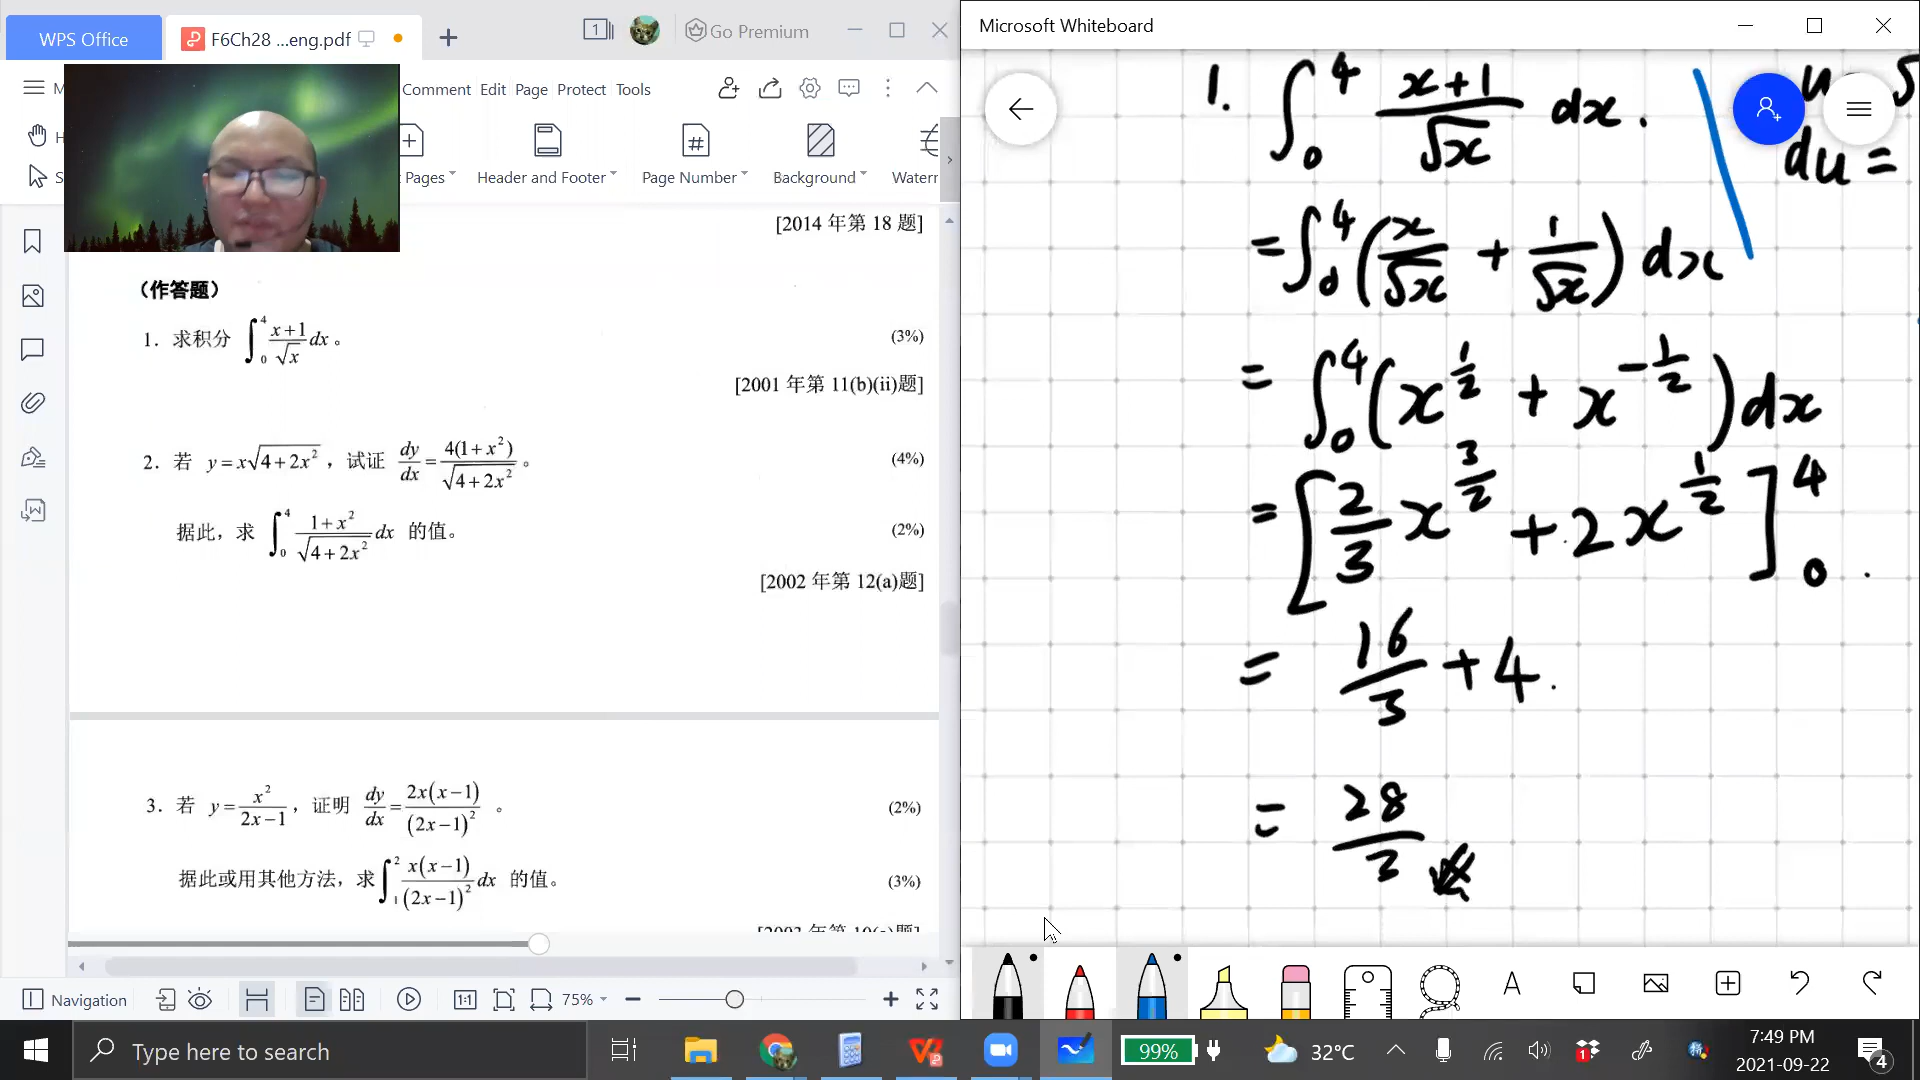 WPS Office
F6Ch28 ...eng.pdf
1
Go Premium
Comment Edit Page Protect Tools
Pages
Header and Footer
Page Number
Background
Watern
[2014 年第 18 题]
（作答题）
1. 求积分 ∫₀⁴ (x+1)/√x dx 。 (3%)
[2001 年第 11(b)(ii)题]
2. 若 y=x√(4+2x²)，试证 dy/dx = 4(1+x²)/√(4+2x²) 。 (4%)
据此，求 ∫₀⁴ (1+x²)/√(4+2x²) dx 的值。 (2%)
[2002 年第 12(a)题]
3. 若 y= x²/(2x−1)，证明 dy/dx = 2x(x−1)/(2x−1)² 。 (2%)
据此或用其他方法，求 ∫₁² x(x−1)/(2x−1)² dx 的值。 (3%)
Navigation
1:1
75%
Microsoft Whiteboard
1. ∫₀⁴ (x+1)/√x dx.
du =
= ∫₀⁴ (x/√x + 1/√x) dx
= ∫₀⁴ (x^(1/2) + x^(-1/2)) dx
= [2/3 x^(3/2) + 2x^(1/2)]₀⁴.
= 16/3 + 4.
= 28/3
Type here to search
99%
32°C
7:49 PM
2021-09-22
4